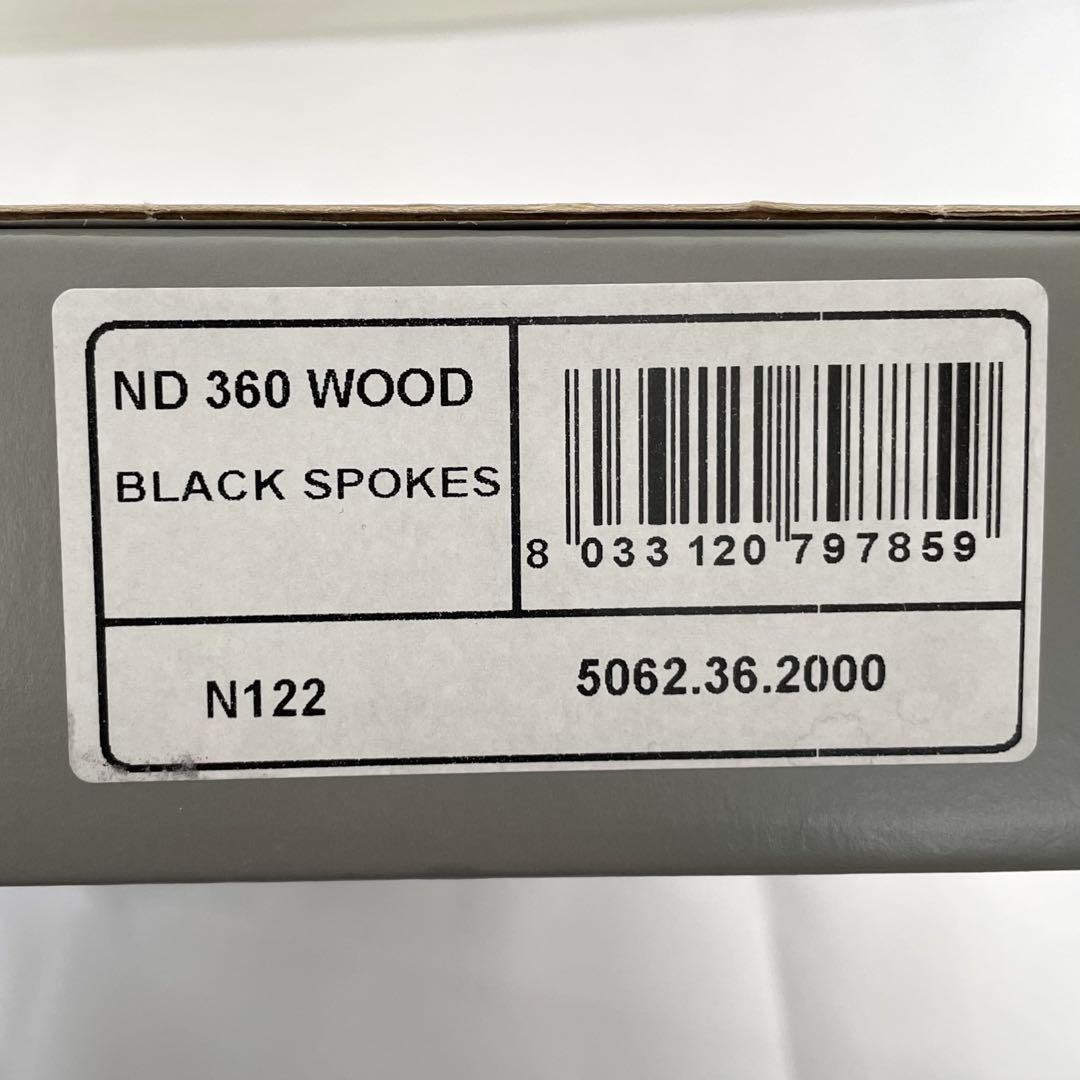 ND 360 WOOD
BLACK SPOKES
8 033120 797859
N122
5062.36.2000